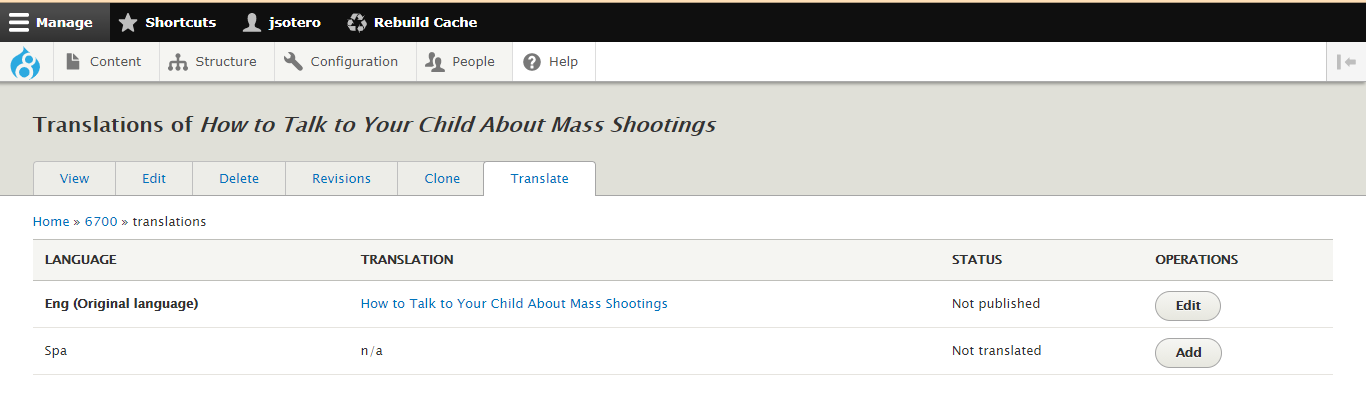 Manage Shortcuts jsotero Rebuild Cache
8 Content Structure Configuration People Help
Translations of How to Talk to Your Child About Mass Shootings
View Edit Delete Revisions Clone Translate
Home » 6700 » translations
LANGUAGE TRANSLATION STATUS OPERATIONS
Eng (Original language) How to Talk to Your Child About Mass Shootings Not published Edit
Spa n/a Not translated Add